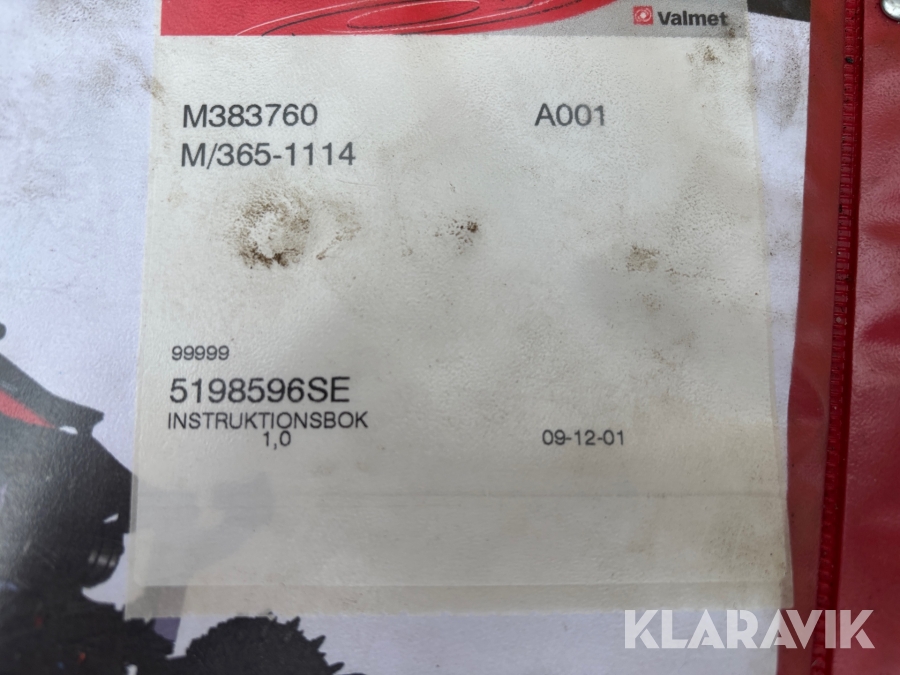 Valmet
M383760 A001
M/365-1114
99999
5198596SE
INSTRUKTIONSBOK
1,0 09-12-01
KLARAVIK